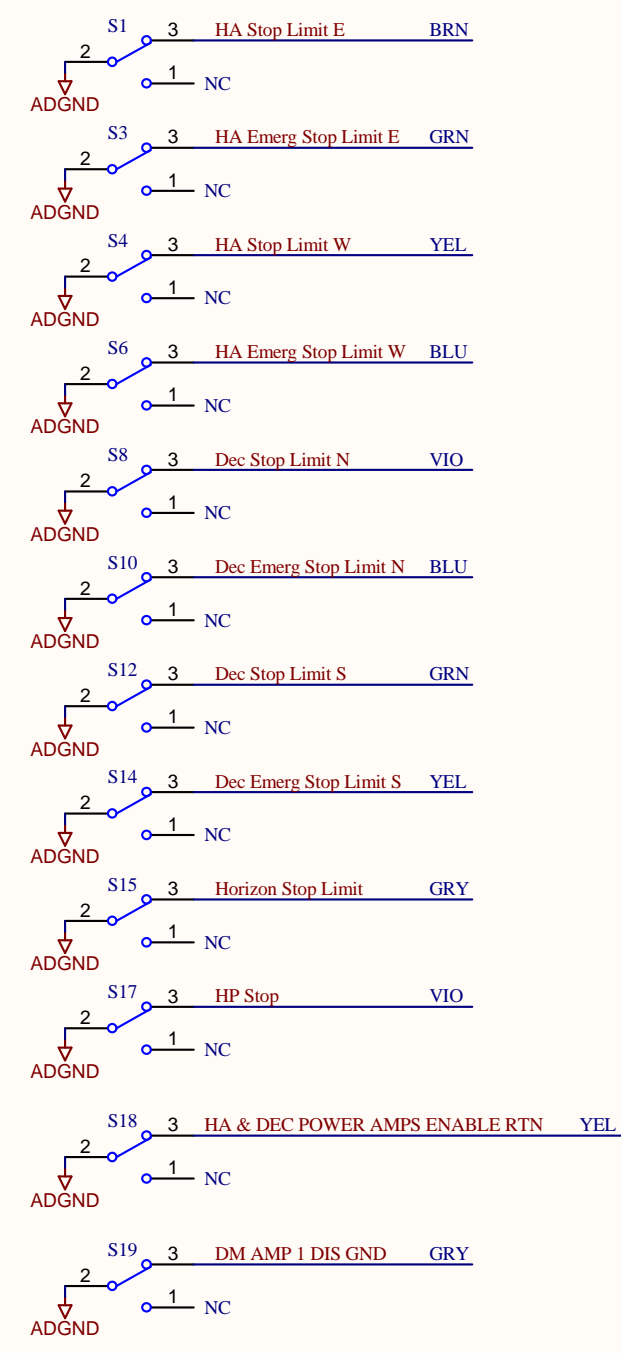 S1 3 HA Stop Limit E BRN
2
1 NC
ADGND
S3 3 HA Emerg Stop Limit E GRN
2
1 NC
ADGND
S4 3 HA Stop Limit W YEL
2
1 NC
ADGND
S6 3 HA Emerg Stop Limit W BLU
2
1 NC
ADGND
S8 3 Dec Stop Limit N VIO
2
1 NC
ADGND
S10 3 Dec Emerg Stop Limit N BLU
2
1 NC
ADGND
S12 3 Dec Stop Limit S GRN
2
1 NC
ADGND
S14 3 Dec Emerg Stop Limit S YEL
2
1 NC
ADGND
S15 3 Horizon Stop Limit GRY
2
1 NC
ADGND
S17 3 HP Stop VIO
2
1 NC
ADGND
S18 3 HA & DEC POWER AMPS ENABLE RTN YEL
2
1 NC
ADGND
S19 3 DM AMP 1 DIS GND GRY
2
1 NC
ADGND